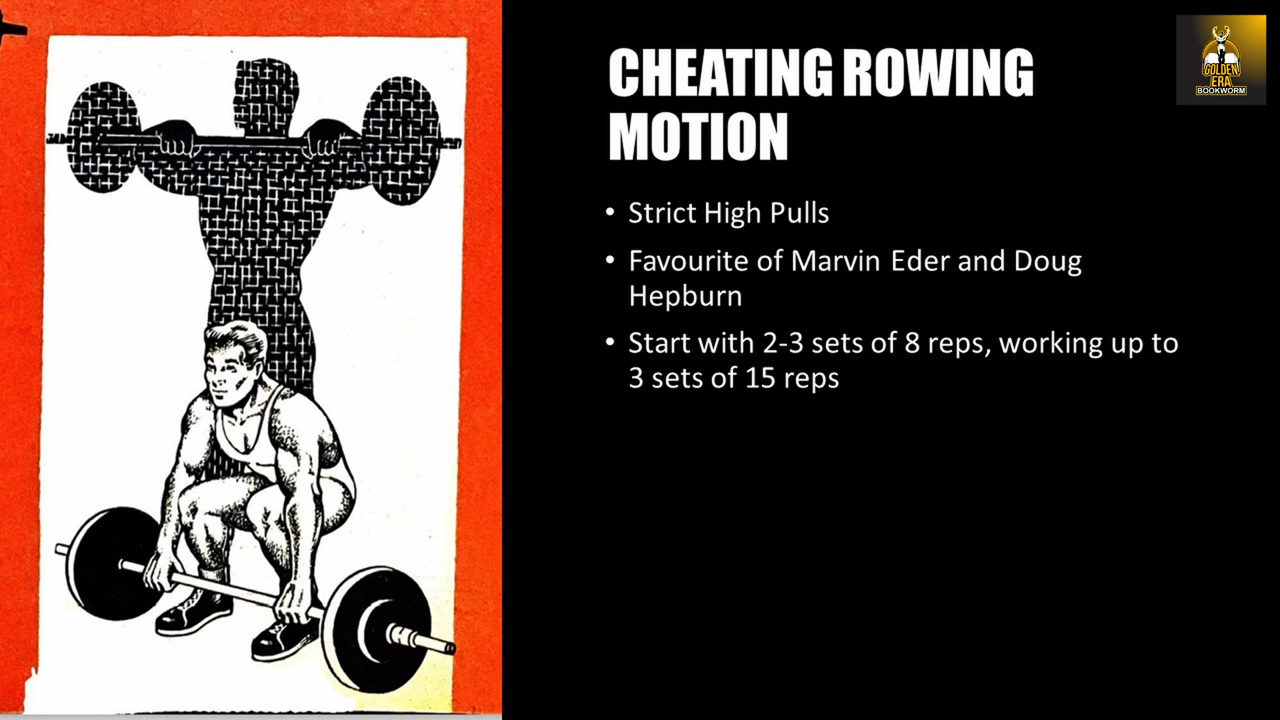 CHEATING ROWING
MOTION
GOLDEN
ERA
BOOKWORM
• Strict High Pulls
• Favourite of Marvin Eder and Doug
Hepburn
• Start with 2-3 sets of 8 reps, working up to
3 sets of 15 reps